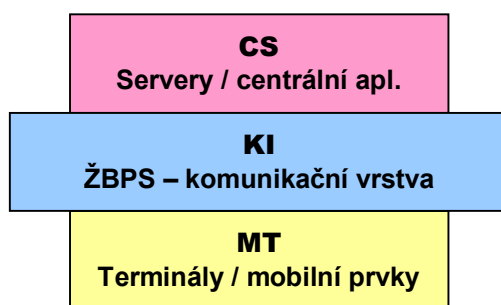 CS
Servery / centrální apl.
KI
ŽBPS – komunikační vrstva
MT
Terminály / mobilní prvky